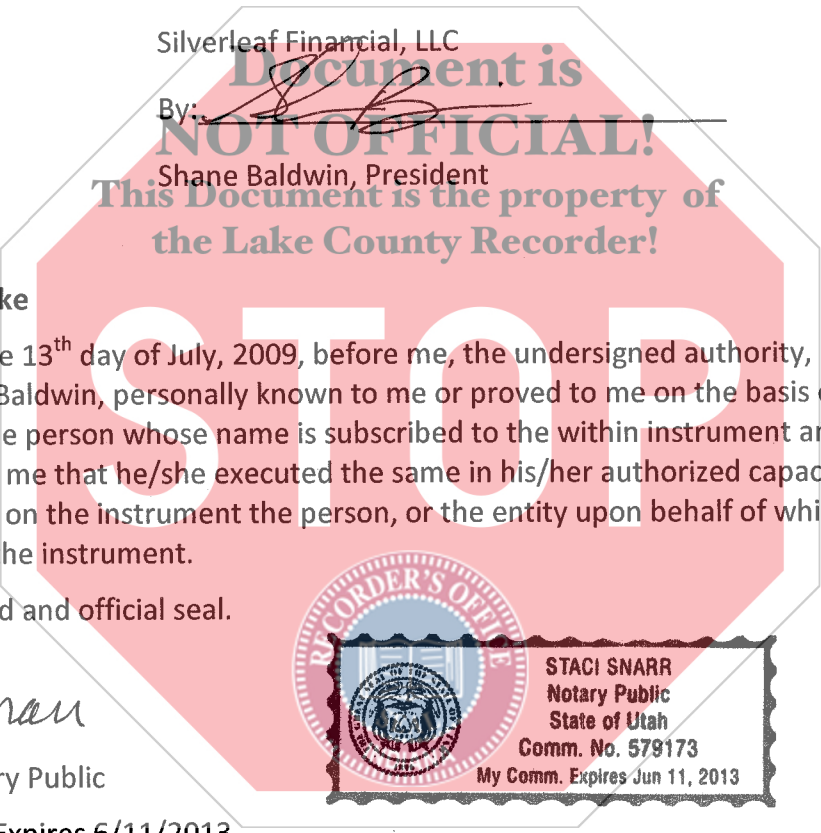 Silverleaf Financial, LLC
Document is
By:
NOT OFFICIAL!
Shane Baldwin, President
This Document is the property of
the Lake County Recorder!
ke
STOP
e 13th day of July, 2009, before me, the undersigned authority,
Baldwin, personally known to me or proved to me on the basis
e person whose name is subscribed to the within instrument an
me that he/she executed the same in his/her authorized capac
on the instrument the person, or the entity upon behalf of whi
he instrument.
d and official seal.
RECORDER'S OFFICE
STACI SNARR
Notary Public
State of Utah
Comm. No. 579173
My Comm. Expires Jun 11, 2013
ry Public
Expires 6/11/2013